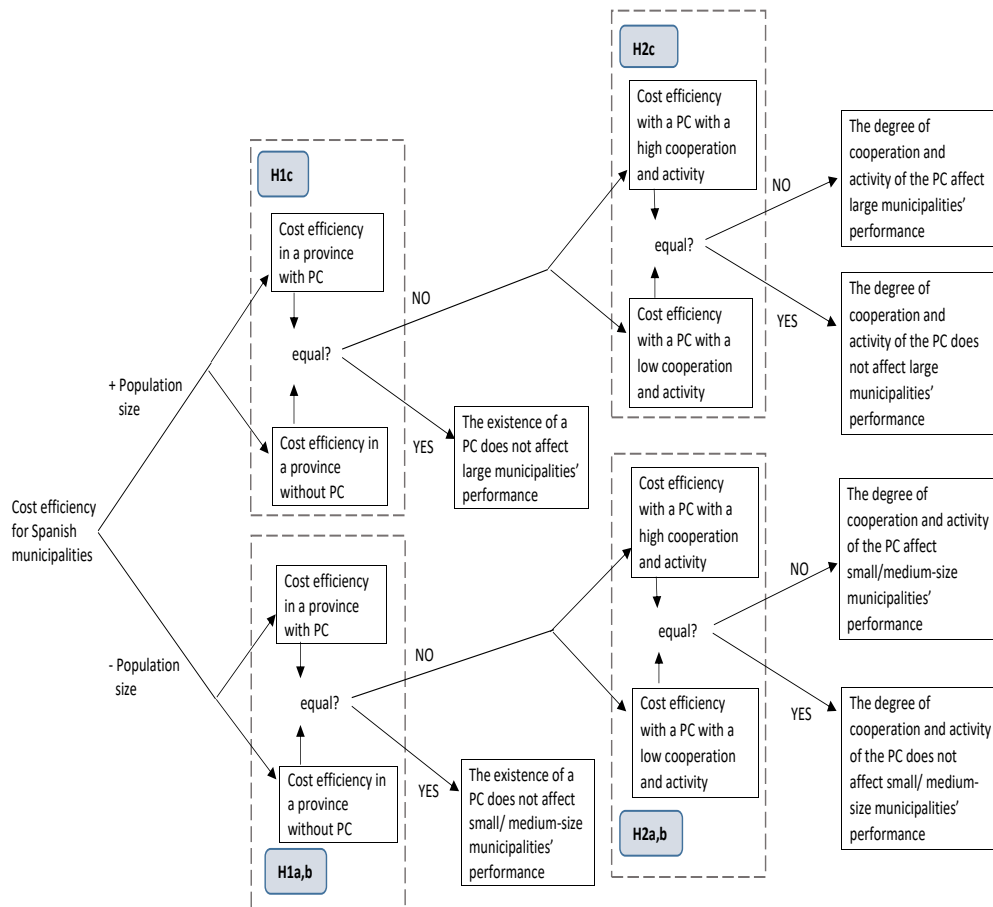 H2c
Cost efficiency
with a PC with a
high cooperation
and activity
equal?
Cost efficiency
with a PC with a
low cooperation
and activity
NO
The degree of
cooperation and
activity of the PC affect
large municipalities'
performance
YES
The degree of
cooperation and
activity of the PC does
not affect large
municipalities'
performance
H1c
Cost efficiency
in a province
with PC
equal?
Cost efficiency in
a province
without PC
NO
YES
The existence of a
PC does not affect
large municipalities'
performance
+ Population
size
Cost efficiency
for Spanish
municipalities
- Population
size
Cost efficiency
in a province
with PC
equal?
Cost efficiency in
a province
without PC
H1a,b
NO
YES
The existence of a
PC does not affect
small/ medium-size
municipalities'
performance
Cost efficiency
with a PC with a
high cooperation
and activity
equal?
Cost efficiency
with a PC with a
low cooperation
and activity
H2a,b
NO
The degree of
cooperation and activity
of the PC affect
small/medium-size
municipalities'
performance
YES
The degree of
cooperation and activity
of the PC does not
affect small/ medium-
size municipalities'
performance